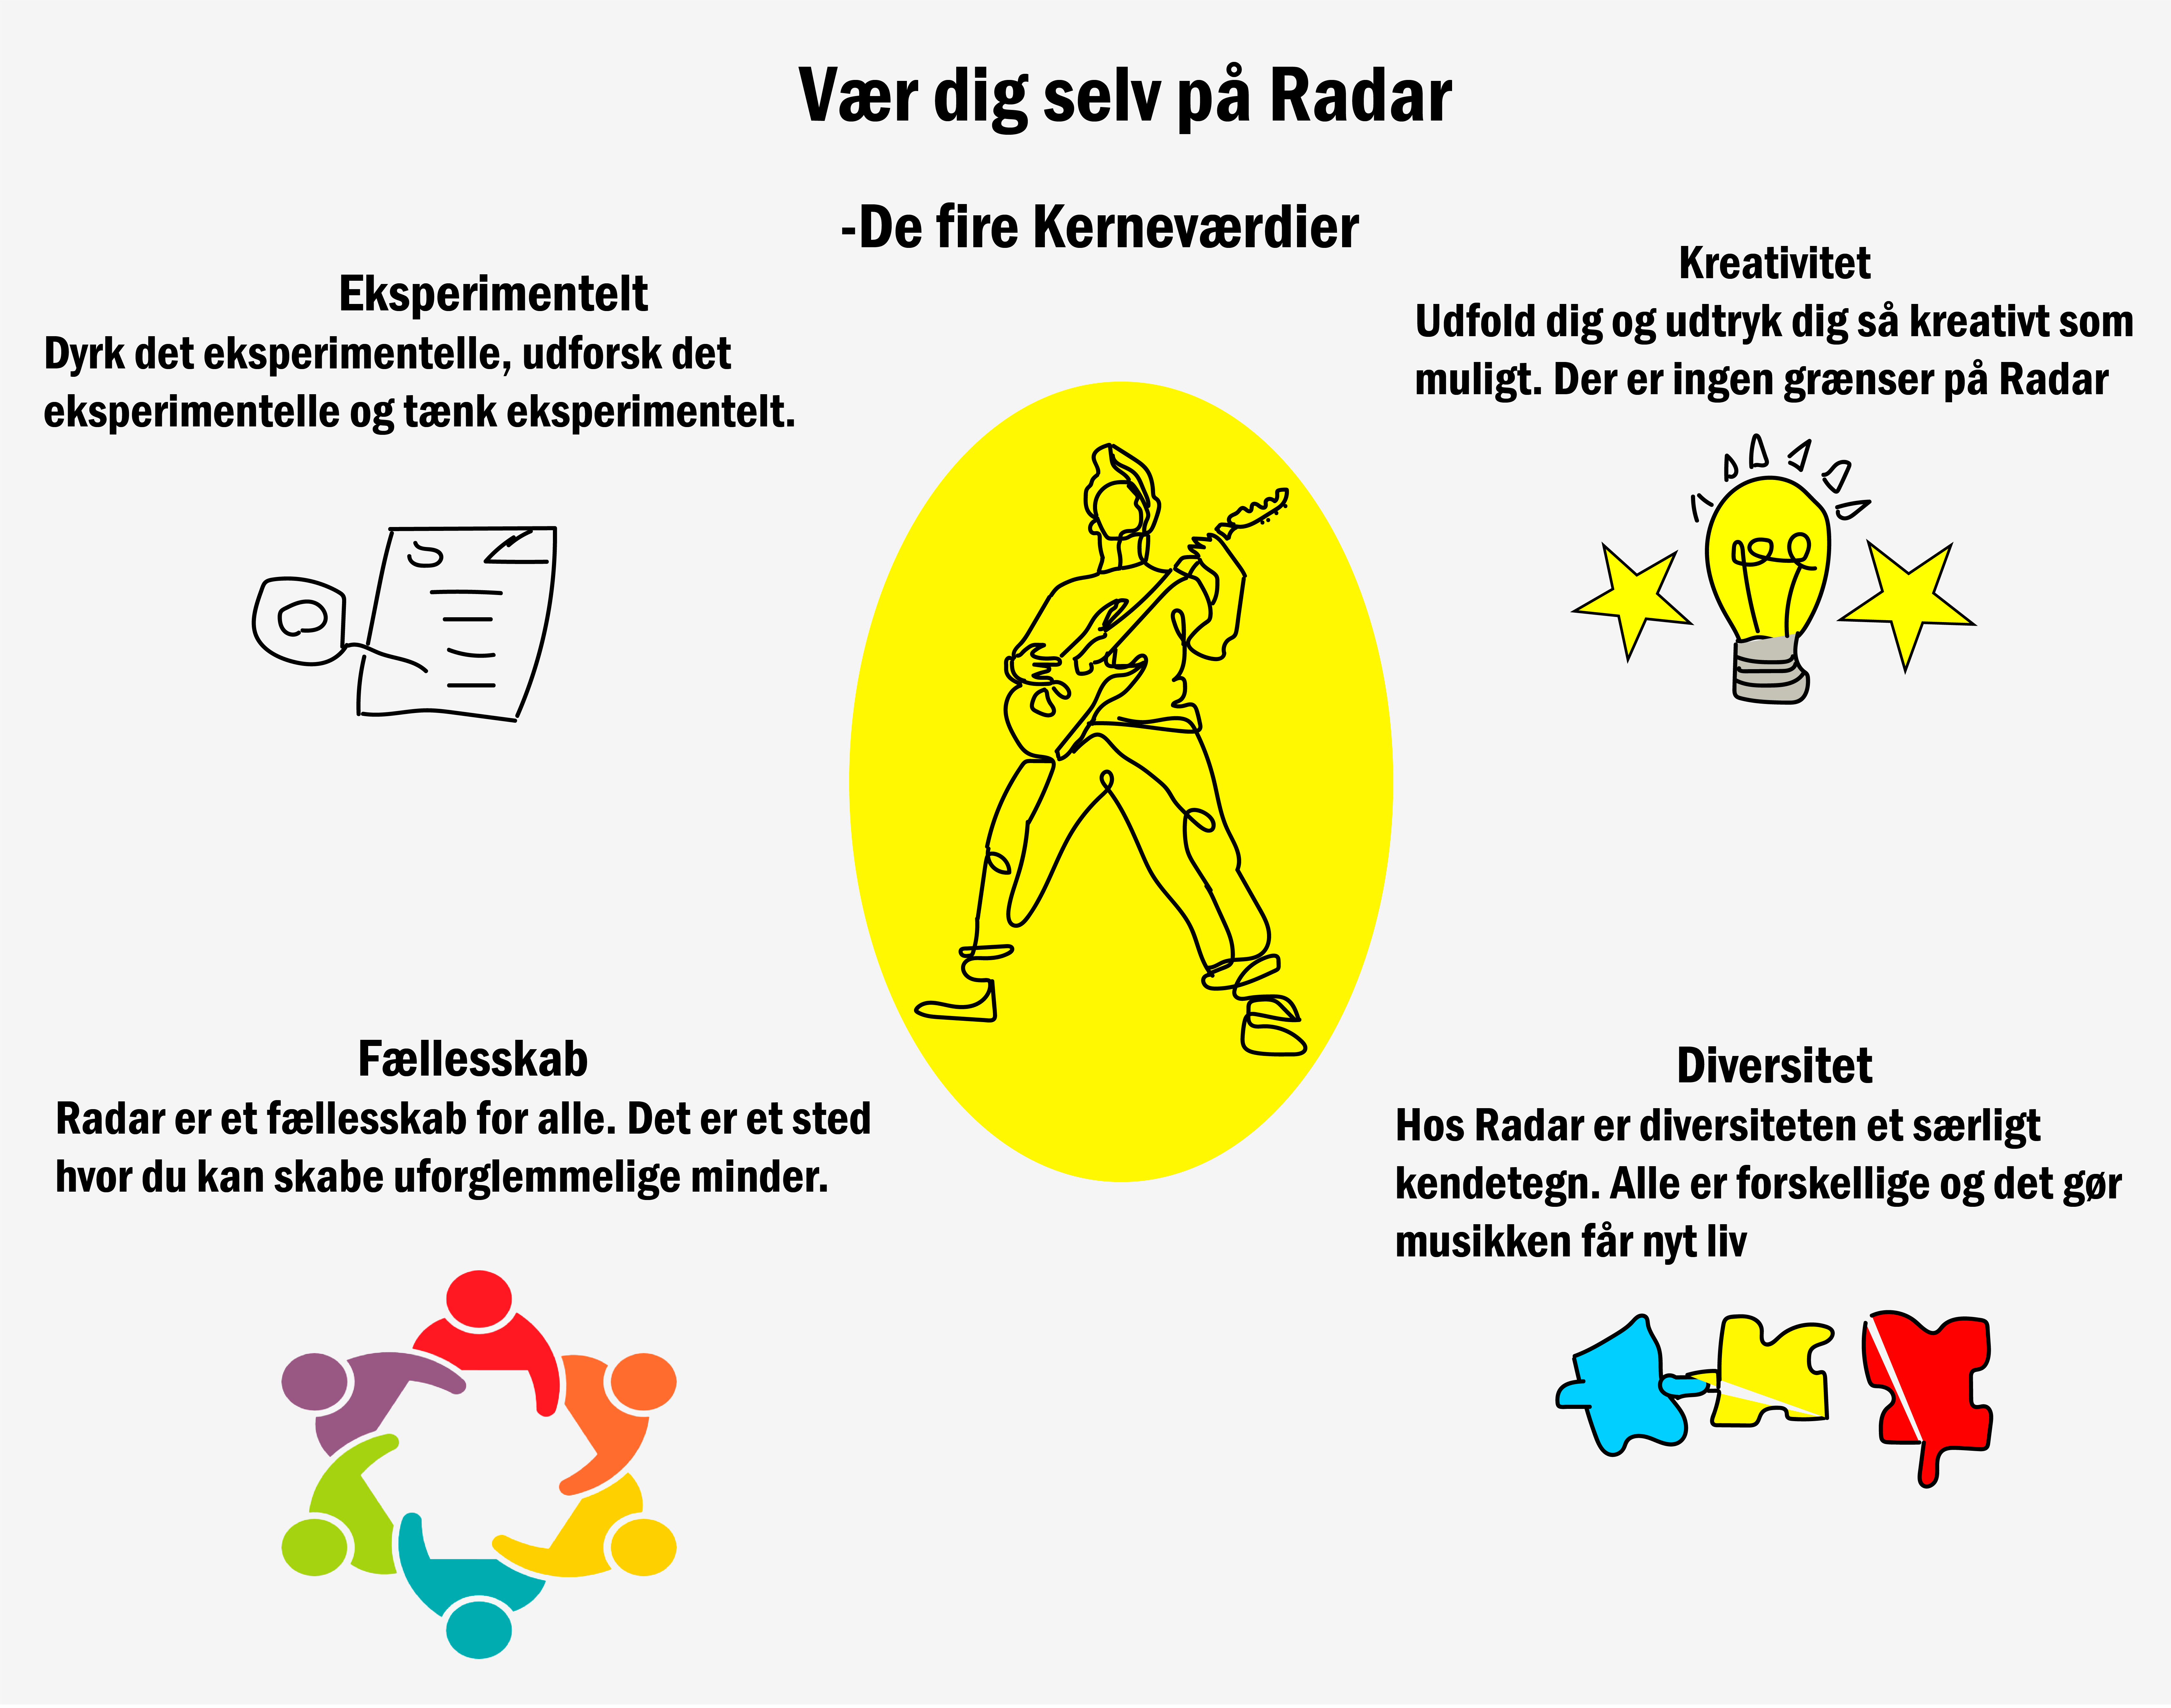 Vær dig selv på Radar
-De fire Kerneværdier
Eksperimentelt
Dyrk det eksperimentelle, udforsk det
eksperimentelle og tænk eksperimentelt.
Kreativitet
Udfold dig og udtryk dig så kreativt som
muligt. Der er ingen grænser på Radar
Fællesskab
Radar er et fællesskab for alle. Det er et sted
hvor du kan skabe uforglemmelige minder.
Diversitet
Hos Radar er diversiteten et særligt
kendetegn. Alle er forskellige og det gør
musikken får nyt liv